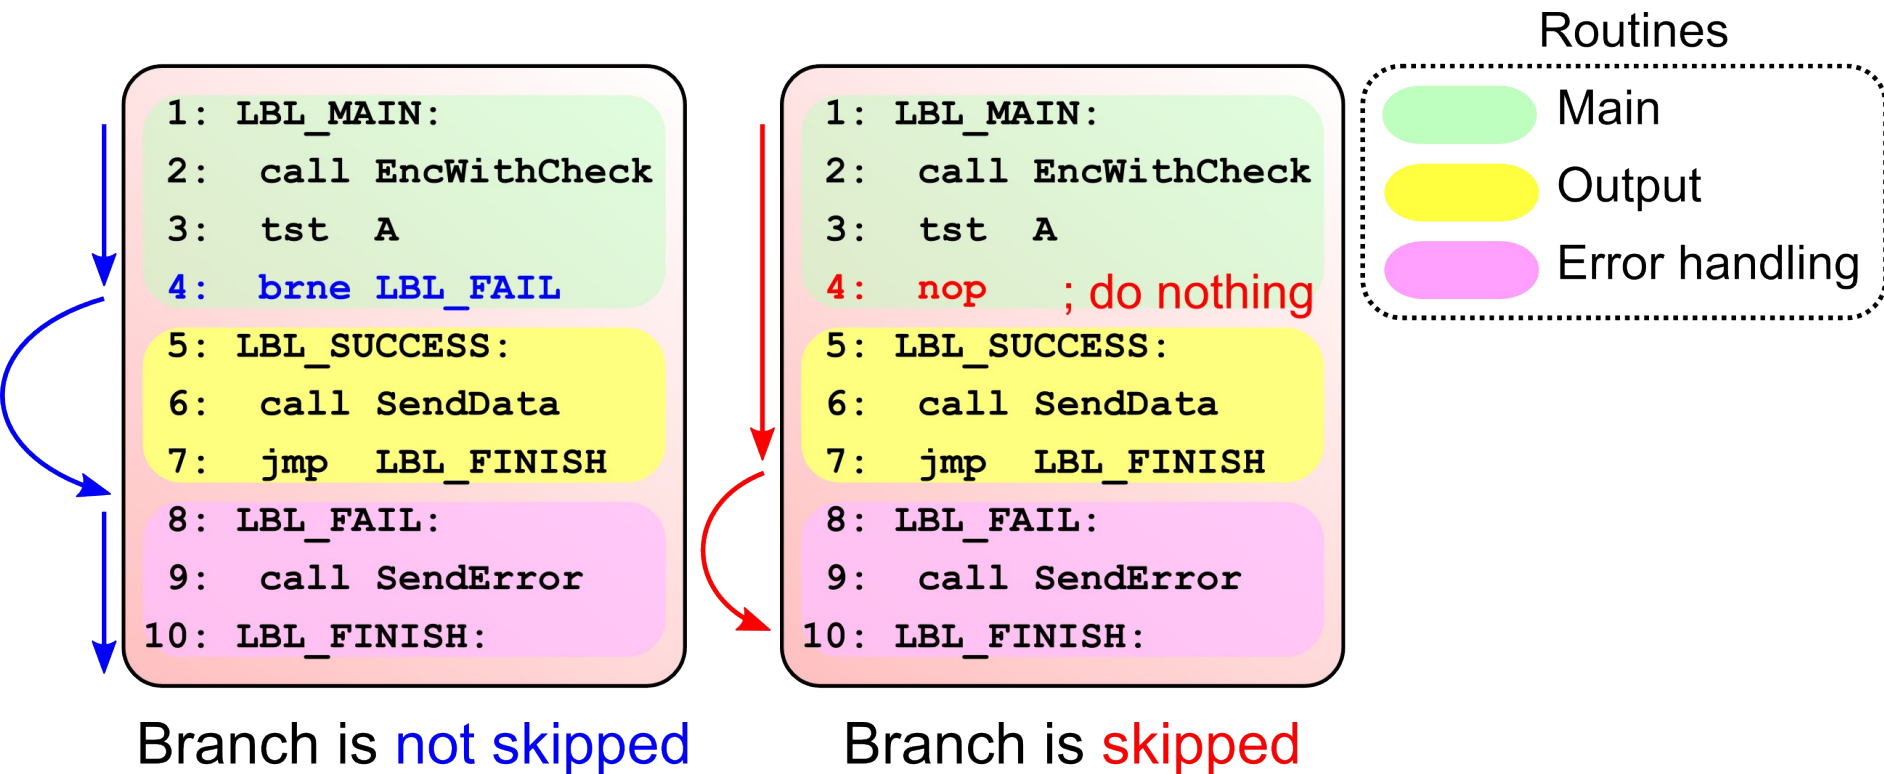 1: LBL_MAIN:
2: call EncWithCheck
3: tst A
4: brne LBL_FAIL
5: LBL_SUCCESS:
6: call SendData
7: jmp LBL_FINISH
8: LBL_FAIL:
9: call SendError
10: LBL_FINISH:
Branch is not skipped
1: LBL_MAIN:
2: call EncWithCheck
3: tst A
4: nop ; do nothing
5: LBL_SUCCESS:
6: call SendData
7: jmp LBL_FINISH
8: LBL_FAIL:
9: call SendError
10: LBL_FINISH:
Branch is skipped
Routines
Main
Output
Error handling